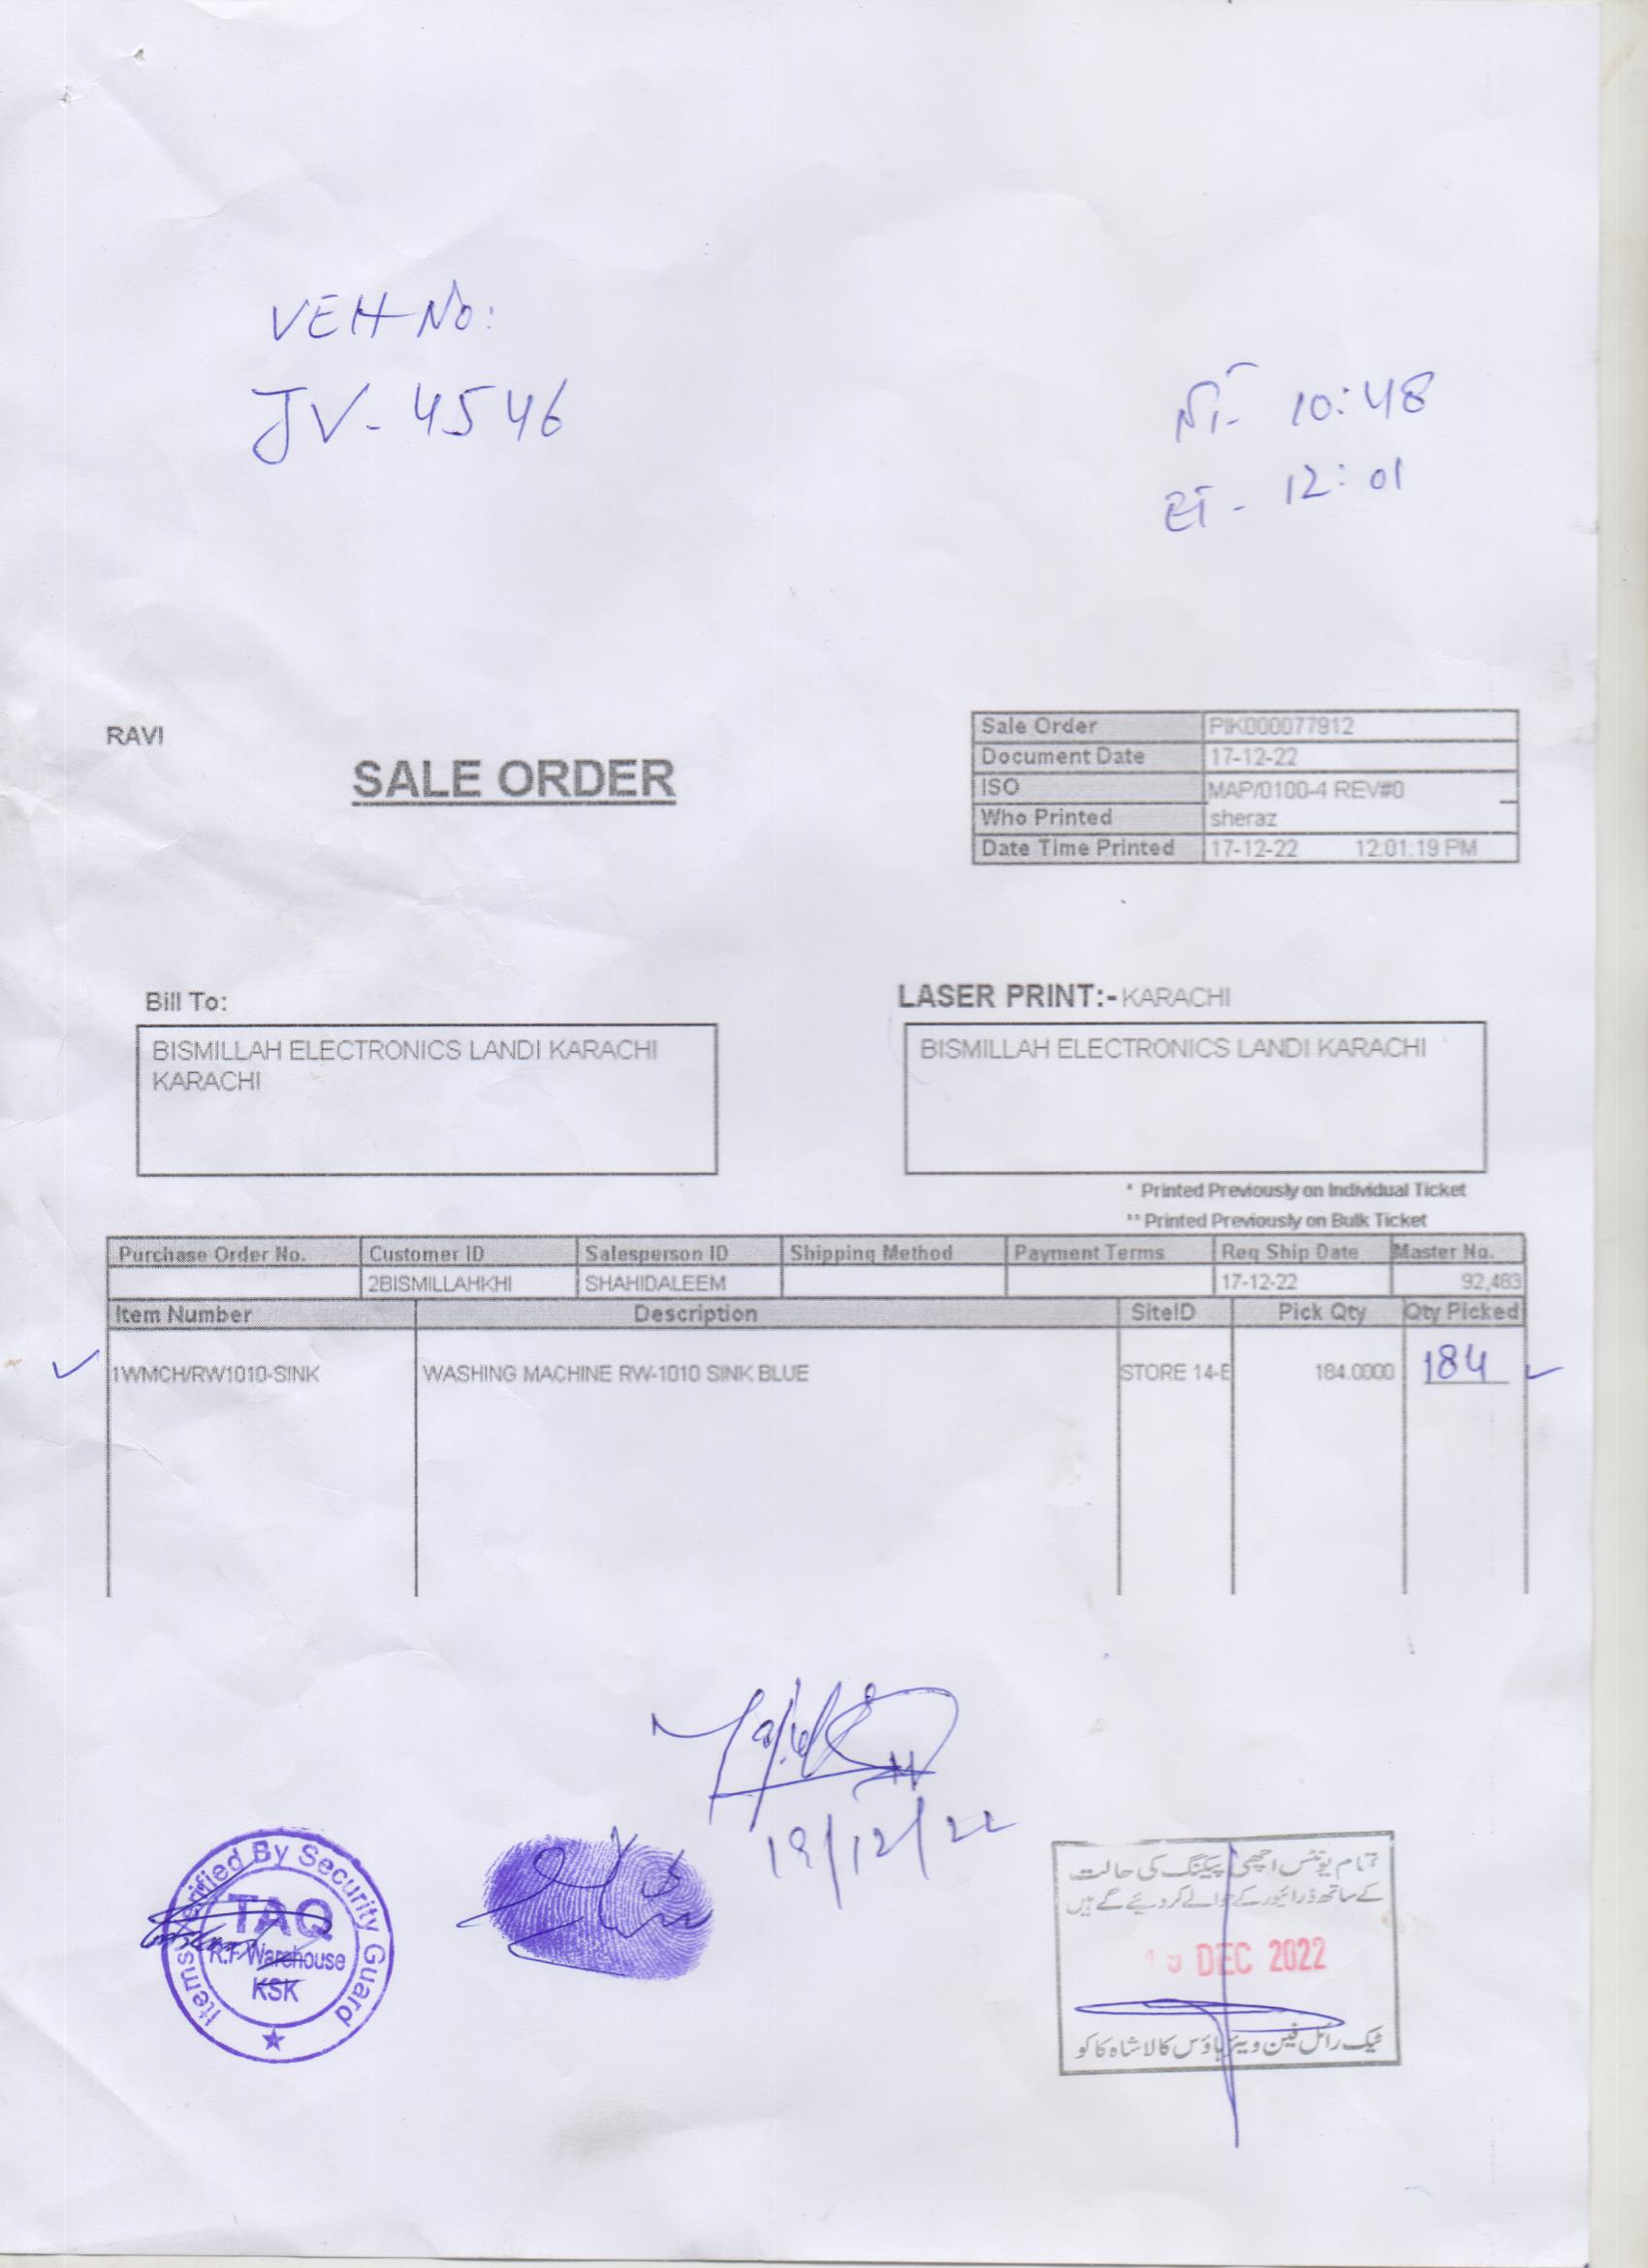 VEH No:
JV-4546
NT- 10:48
ET- 12:01
RAVI
SALE ORDER
Sale Order PIK000077912
Document Date 17-12-22
ISO MAP/0100-4 REV#0
Who Printed sheraz
Date Time Printed 17-12-22 12:01:19 PM
Bill To:
LASER PRINT:- KARACHI
BISMILLAH ELECTRONICS LANDI KARACHI
KARACHI
BISMILLAH ELECTRONICS LANDI KARACHI
* Printed Previously on Individual Ticket
** Printed Previously on Bulk Ticket
Purchase Order No. Customer ID Salesperson ID Shipping Method Payment Terms Req Ship Date Master No.
2BISMILLAHKHI SHAHIDALEEM 17-12-22 92,483
Item Number Description SiteID Pick Qty Qty Picked
1WMCH/RW1010-SINK WASHING MACHINE RW-1010 SINK BLUE STORE 14-E 184.0000 184
19/12/22
Items Verified By Security Guard
TAQ
R.F Warehouse
KSK
تمام یونٹس اچھی پیکنگ کی حالت
کے ساتھ ڈرائیور کے حوالے کر دیئے گئے ہیں
19 DEC 2022
ٹیک رائل فین ویئر ہاؤس کالا شاہ کاکو